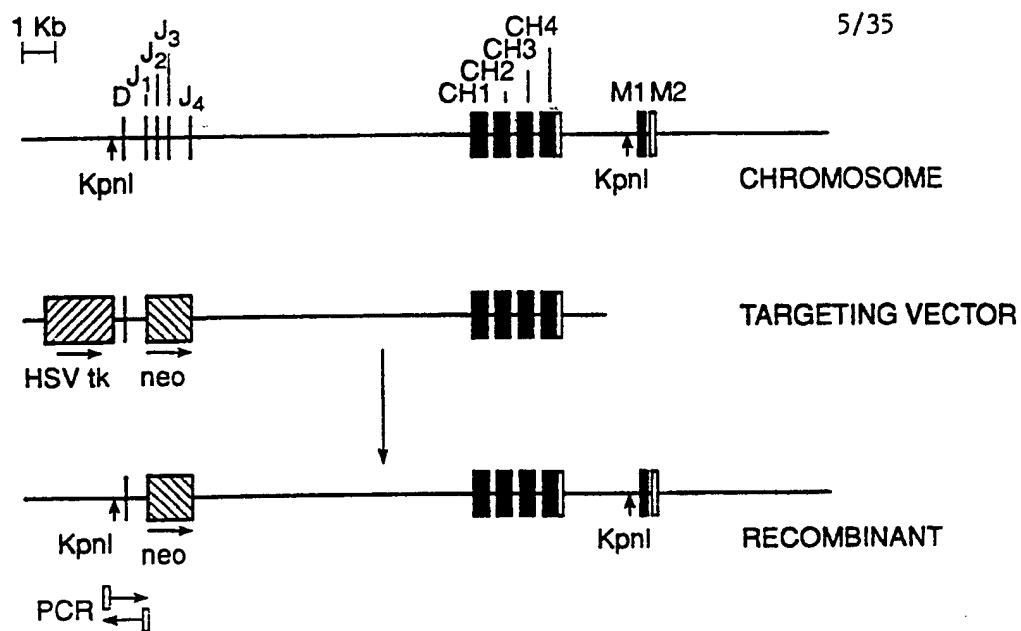 1 Kb
5/35
D J1 J2 J3 J4
CH1 CH2 CH3 CH4
M1 M2
KpnI KpnI
CHROMOSOME
TARGETING VECTOR
HSV tk neo
KpnI neo KpnI
RECOMBINANT
PCR